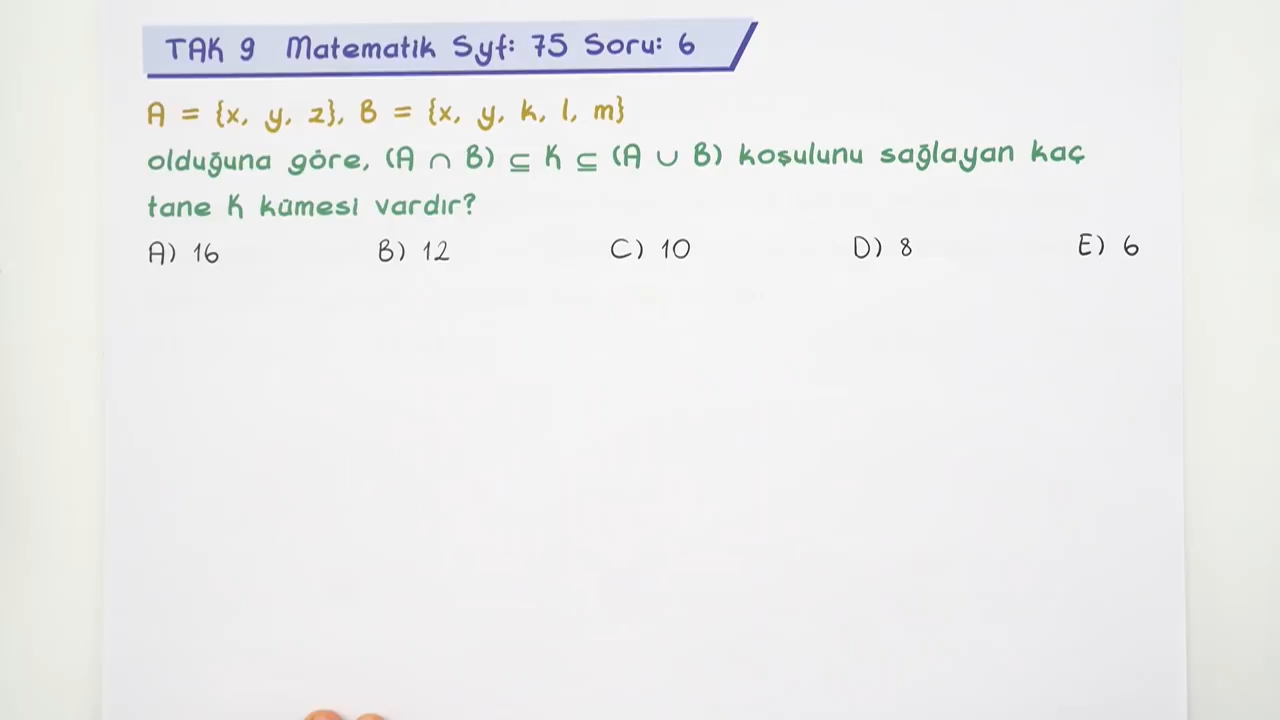 TAK 9 Matematik Syf: 75 Soru: 6
A = {x, y, z}, B = {x, y, k, l, m}
olduğuna göre, (A ∩ B) ⊆ K ⊆ (A ∪ B) koşulunu sağlayan kaç
tane K kümesi vardır?
A) 16 B) 12 C) 10 D) 8 E) 6